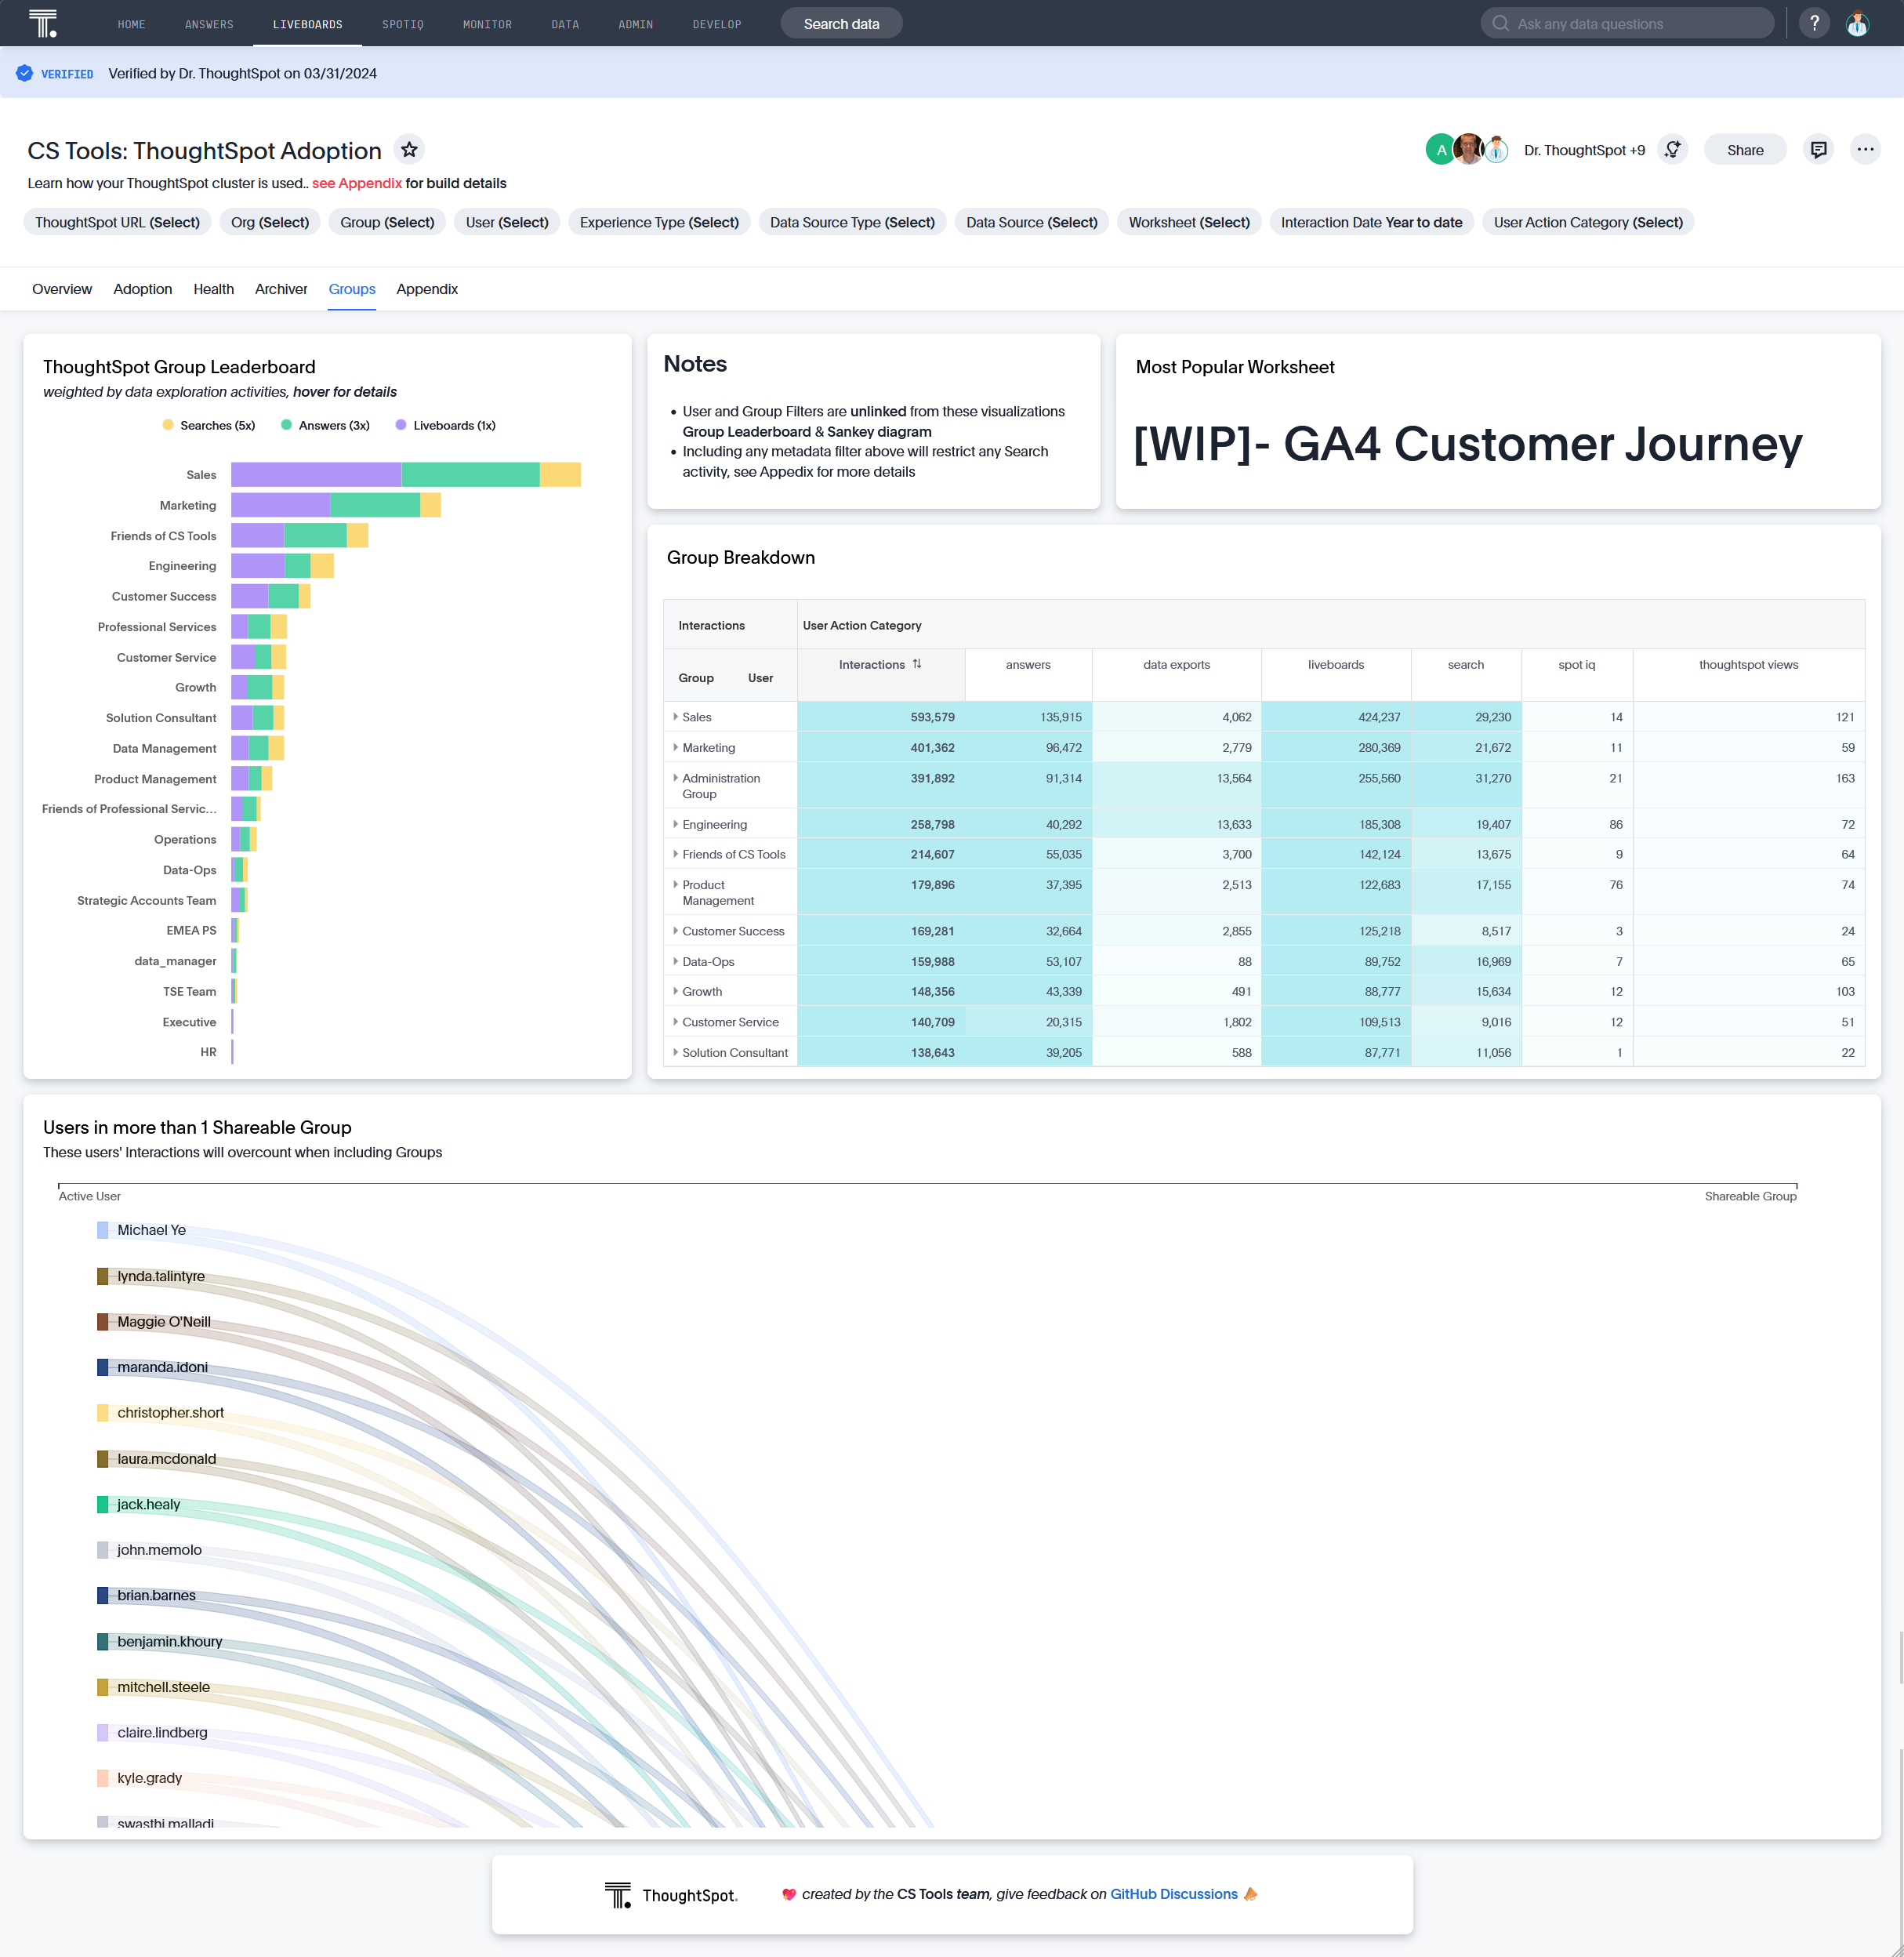 HOME ANSWERS LIVEBOARDS SPOTIQ MONITOR DATA ADMIN DEVELOP Search data Ask any data questions ?
VERIFIED Verified by Dr. ThoughtSpot on 03/31/2024
CS Tools: ThoughtSpot Adoption
A Dr. ThoughtSpot +9 Share
Learn how your ThoughtSpot cluster is used.. see Appendix for build details
ThoughtSpot URL (Select) Org (Select) Group (Select) User (Select) Experience Type (Select) Data Source Type (Select) Data Source (Select) Worksheet (Select) Interaction Date Year to date User Action Category (Select)
Overview Adoption Health Archiver Groups Appendix
ThoughtSpot Group Leaderboard
weighted by data exploration activities, hover for details
Searches (5x) Answers (3x) Liveboards (1x)
Sales
Marketing
Friends of CS Tools
Engineering
Customer Success
Professional Services
Customer Service
Growth
Solution Consultant
Data Management
Product Management
Friends of Professional Servic...
Operations
Data-Ops
Strategic Accounts Team
EMEA PS
data_manager
TSE Team
Executive
HR
Notes
• User and Group Filters are unlinked from these visualizations
Group Leaderboard & Sankey diagram
• Including any metadata filter above will restrict any Search
activity, see Appedix for more details
Most Popular Worksheet
[WIP]- GA4 Customer Journey
Group Breakdown
Interactions User Action Category
Group User Interactions answers data exports liveboards search spot iq thoughtspot views
Sales 593,579 135,915 4,062 424,237 29,230 14 121
Marketing 401,362 96,472 2,779 280,369 21,672 11 59
Administration 391,892 91,314 13,564 255,560 31,270 21 163
Group
Engineering 258,798 40,292 13,633 185,308 19,407 86 72
Friends of CS Tools 214,607 55,035 3,700 142,124 13,675 9 64
Product 179,896 37,395 2,513 122,683 17,155 76 74
Management
Customer Success 169,281 32,664 2,855 125,218 8,517 3 24
Data-Ops 159,988 53,107 88 89,752 16,969 7 65
Growth 148,356 43,339 491 88,777 15,634 12 103
Customer Service 140,709 20,315 1,802 109,513 9,016 12 51
Solution Consultant 138,643 39,205 588 87,771 11,056 1 22
Users in more than 1 Shareable Group
These users' Interactions will overcount when including Groups
Active User Shareable Group
Michael Ye
lynda.talintyre
Maggie O'Neill
maranda.idoni
christopher.short
laura.mcdonald
jack.healy
john.memolo
brian.barnes
benjamin.khoury
mitchell.steele
claire.lindberg
kyle.grady
swasthi.malladi
ThoughtSpot. created by the CS Tools team, give feedback on GitHub Discussions